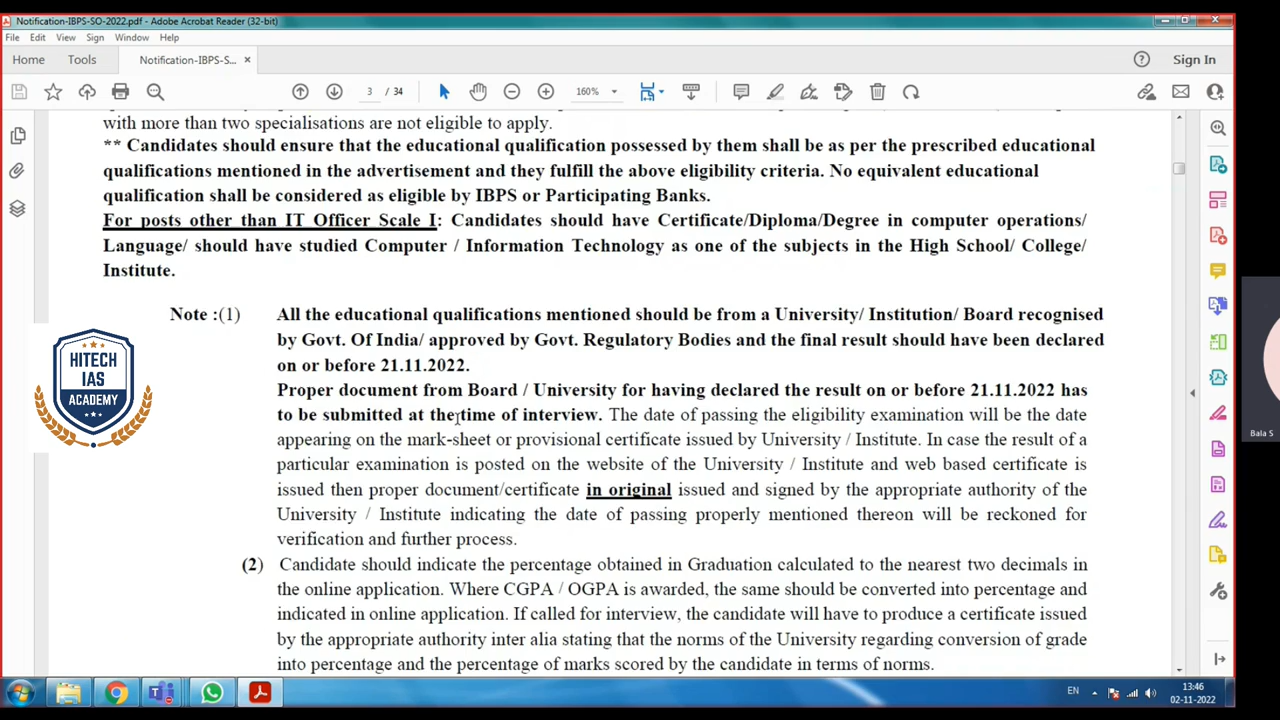 Notification-IBPS-SO-2022.pdf - Adobe Acrobat Reader (32-bit)
File Edit View Sign Window Help
Home Tools Notification-IBPS-S... × Sign In
3 / 34 160%
with more than two specialisations are not eligible to apply.
** Candidates should ensure that the educational qualification possessed by them shall be as per the prescribed educational
qualifications mentioned in the advertisement and they fulfill the above eligibility criteria. No equivalent educational
qualification shall be considered as eligible by IBPS or Participating Banks.
For posts other than IT Officer Scale I: Candidates should have Certificate/Diploma/Degree in computer operations/
Language/ should have studied Computer / Information Technology as one of the subjects in the High School/ College/
Institute.
Note :(1) All the educational qualifications mentioned should be from a University/ Institution/ Board recognised
by Govt. Of India/ approved by Govt. Regulatory Bodies and the final result should have been declared
on or before 21.11.2022.
Proper document from Board / University for having declared the result on or before 21.11.2022 has
to be submitted at the time of interview. The date of passing the eligibility examination will be the date
appearing on the mark-sheet or provisional certificate issued by University / Institute. In case the result of a
particular examination is posted on the website of the University / Institute and web based certificate is
issued then proper document/certificate in original issued and signed by the appropriate authority of the
University / Institute indicating the date of passing properly mentioned thereon will be reckoned for
verification and further process.
(2) Candidate should indicate the percentage obtained in Graduation calculated to the nearest two decimals in
the online application. Where CGPA / OGPA is awarded, the same should be converted into percentage and
indicated in online application. If called for interview, the candidate will have to produce a certificate issued
by the appropriate authority inter alia stating that the norms of the University regarding conversion of grade
into percentage and the percentage of marks scored by the candidate in terms of norms.
HITECH
IAS
ACADEMY
Bala S
EN
13:46
02-11-2022